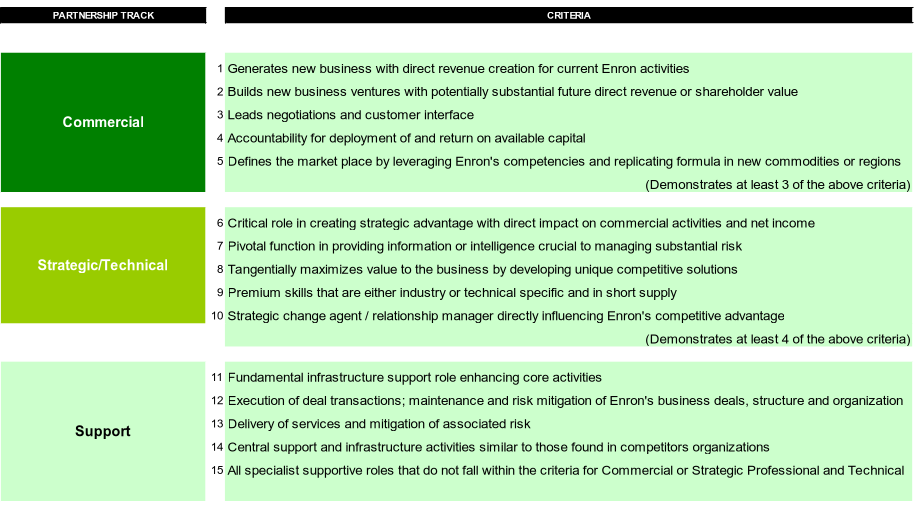 PARTNERSHIP TRACK CRITERIA
Commercial
1 Generates new business with direct revenue creation for current Enron activities
2 Builds new business ventures with potentially substantial future direct revenue or shareholder value
3 Leads negotiations and customer interface
4 Accountability for deployment of and return on available capital
5 Defines the market place by leveraging Enron's competencies and replicating formula in new commodities or regions
(Demonstrates at least 3 of the above criteria)
Strategic/Technical
6 Critical role in creating strategic advantage with direct impact on commercial activities and net income
7 Pivotal function in providing information or intelligence crucial to managing substantial risk
8 Tangentially maximizes value to the business by developing unique competitive solutions
9 Premium skills that are either industry or technical specific and in short supply
10 Strategic change agent / relationship manager directly influencing Enron's competitive advantage
(Demonstrates at least 4 of the above criteria)
Support
11 Fundamental infrastructure support role enhancing core activities
12 Execution of deal transactions; maintenance and risk mitigation of Enron's business deals, structure and organization
13 Delivery of services and mitigation of associated risk
14 Central support and infrastructure activities similar to those found in competitors organizations
15 All specialist supportive roles that do not fall within the criteria for Commercial or Strategic Professional and Technical